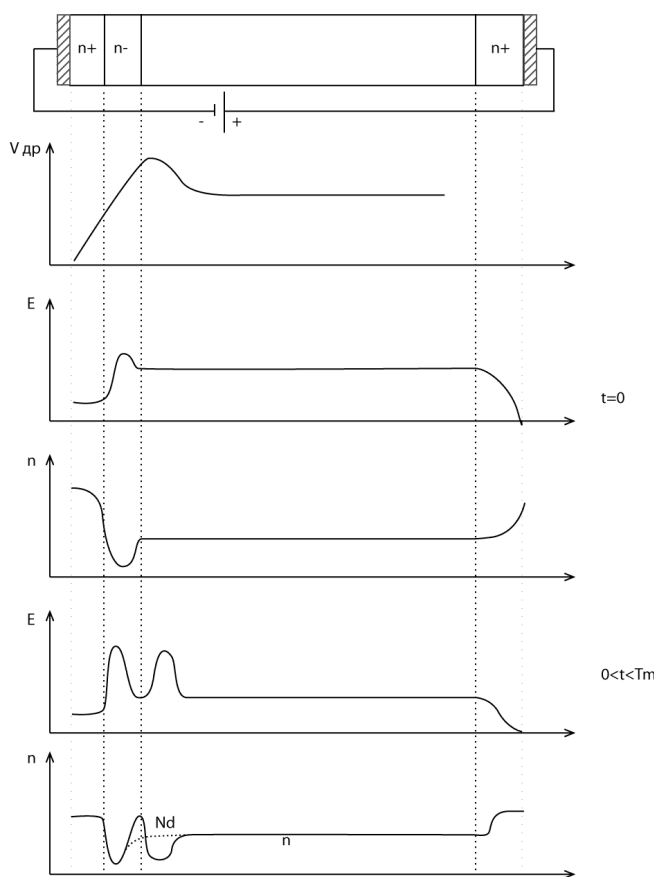 n+ n- n+
- +
V др
E
t=0
n
E
0<t<Tm
n
Nd
n